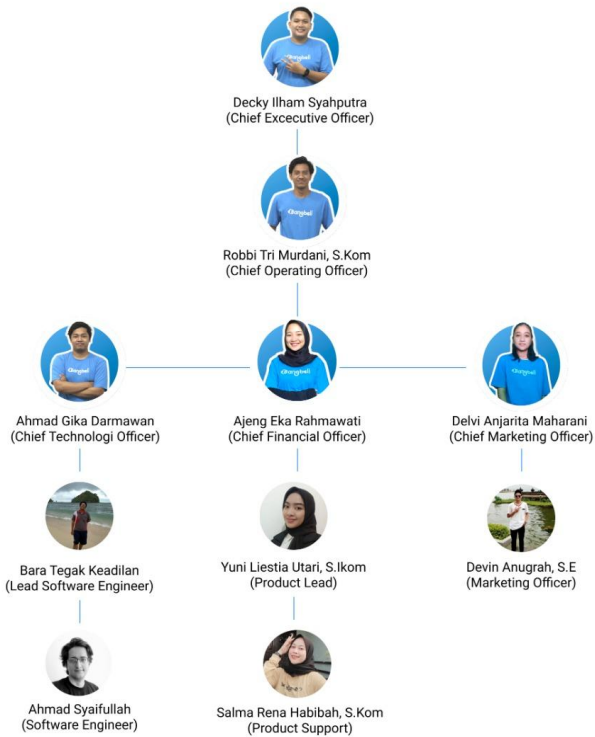 Decky Ilham Syahputra
(Chief Excecutive Officer)
Robbi Tri Murdani, S.Kom
(Chief Operating Officer)
Ahmad Gika Darmawan
(Chief Technologi Officer)
Ajeng Eka Rahmawati
(Chief Financial Officer)
Delvi Anjarita Maharani
(Chief Marketing Officer)
Bara Tegak Keadilan
(Lead Software Engineer)
Yuni Liestia Utari, S.Ikom
(Product Lead)
Devin Anugrah, S.E
(Marketing Officer)
Ahmad Syaifullah
(Software Engineer)
Salma Rena Habibah, S.Kom
(Product Support)